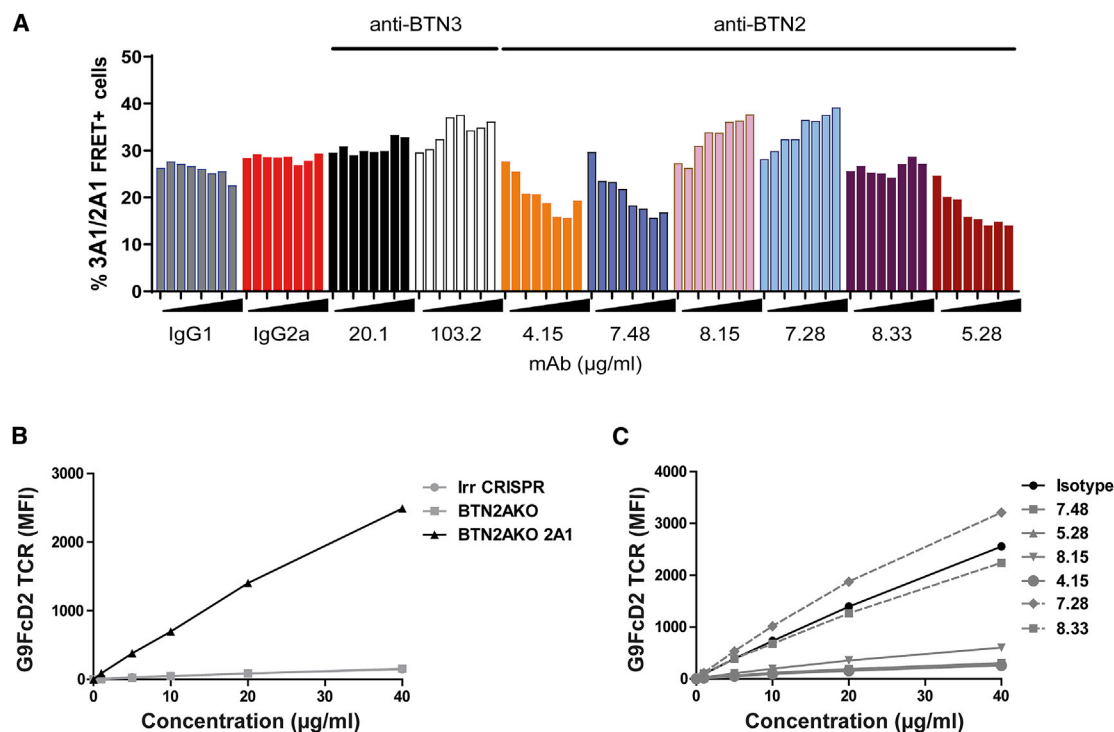 A
anti-BTN3 anti-BTN2
% 3A1/2A1 FRET+ cells
50
40
30
20
10
0
IgG1 IgG2a 20.1 103.2 4.15 7.48 8.15 7.28 8.33 5.28
mAb (µg/ml)
B
G9FcD2 TCR (MFI)
3000
2000
1000
0
0 10 20 30 40
Concentration (µg/ml)
Irr CRISPR
BTN2AKO
BTN2AKO 2A1
C
G9FcD2 TCR (MFI)
4000
3000
2000
1000
0
0 10 20 30 40
Concentration (µg/ml)
Isotype
7.48
5.28
8.15
4.15
7.28
8.33